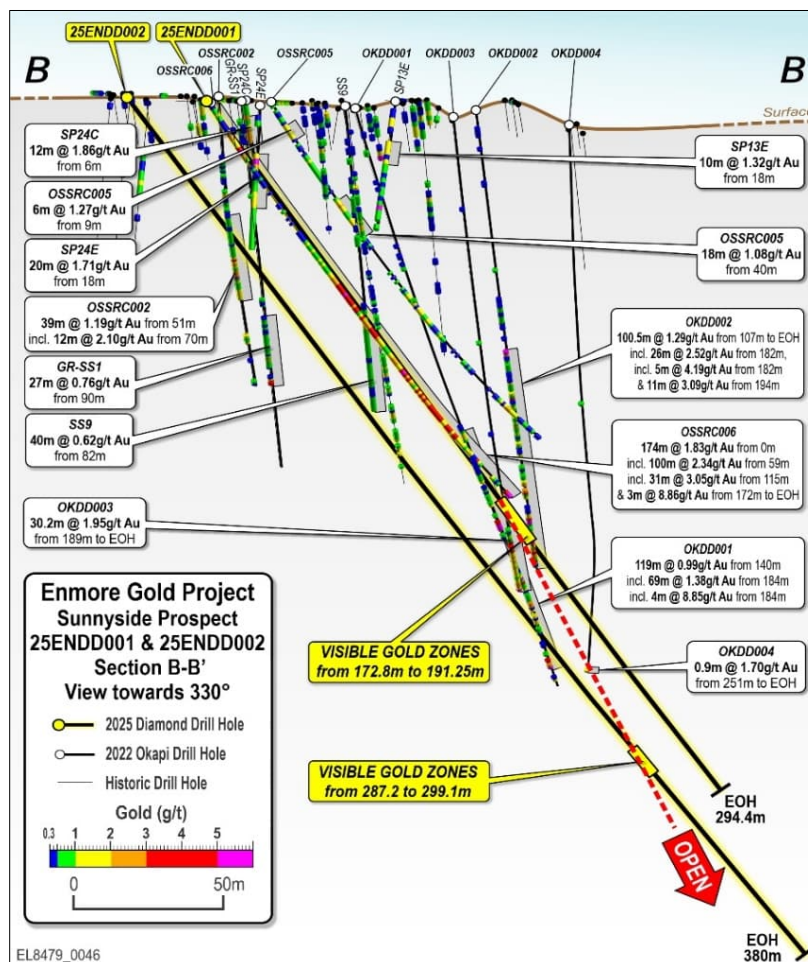 25ENDD002
25ENDD001
OSSRC002
OSSRC005
OKDD001
OKDD003
OKDD002
OKDD004
OSSRC006
GR-SS1
SP24C
SP24E
SS9
SP13E
B
B'
Surface
SP24C
12m @ 1.86g/t Au
from 6m
OSSRC005
6m @ 1.27g/t Au
from 9m
SP24E
20m @ 1.71g/t Au
from 18m
OSSRC002
39m @ 1.19g/t Au from 51m
incl. 12m @ 2.10g/t Au from 70m
GR-SS1
27m @ 0.76g/t Au
from 90m
SS9
40m @ 0.62g/t Au
from 82m
OKDD003
30.2m @ 1.95g/t Au
from 189m to EOH
SP13E
10m @ 1.32g/t Au
from 18m
OSSRC005
18m @ 1.08g/t Au
from 40m
OKDD002
100.5m @ 1.29g/t Au from 107m to EOH
incl. 26m @ 2.52g/t Au from 182m,
incl. 5m @ 4.19g/t Au from 182m
& 11m @ 3.09g/t Au from 194m
OSSRC006
174m @ 1.83g/t Au from 0m
incl. 100m @ 2.34g/t Au from 59m
incl. 31m @ 3.05g/t Au from 115m
& 3m @ 8.86g/t Au from 172m to EOH
OKDD001
119m @ 0.99g/t Au from 140m
incl. 69m @ 1.38g/t Au from 184m
incl. 4m @ 8.85g/t Au from 184m
OKDD004
0.9m @ 1.70g/t Au
from 251m to EOH
VISIBLE GOLD ZONES
from 172.8m to 191.25m
VISIBLE GOLD ZONES
from 287.2 to 299.1m
EOH
294.4m
OPEN
EOH
380m
Enmore Gold Project
Sunnyside Prospect
25ENDD001 & 25ENDD002
Section B-B'
View towards 330°
2025 Diamond Drill Hole
2022 Okapi Drill Hole
Historic Drill Hole
Gold (g/t)
0.3 1 2 3 4 5
0 50m
EL8479_0046